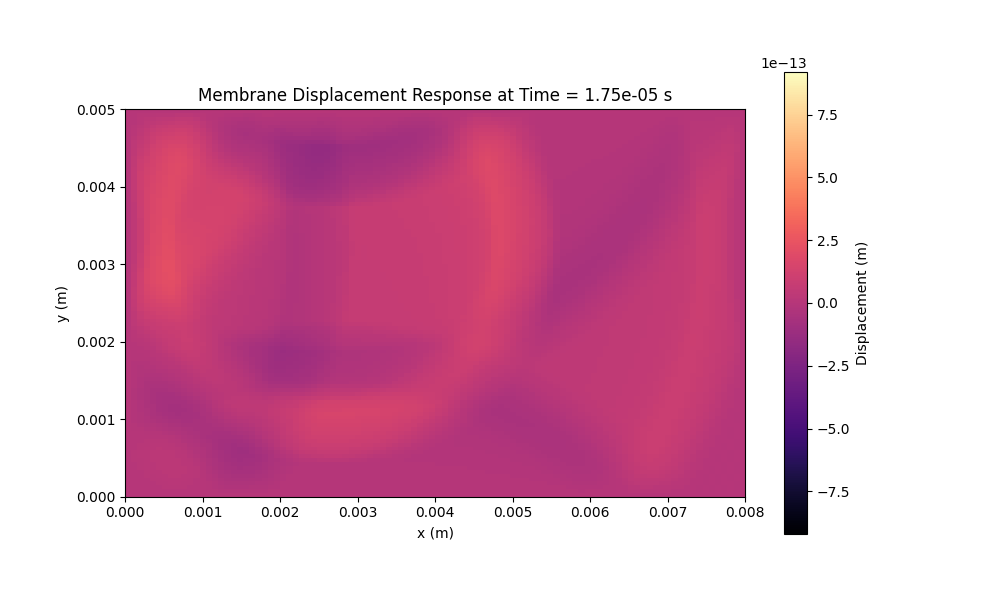 1e−13
Membrane Displacement Response at Time = 1.75e-05 s
0.005
0.004
0.003
0.002
0.001
0.000
y (m)
0.000 0.001 0.002 0.003 0.004 0.005 0.006 0.007 0.008
x (m)
7.5
5.0
2.5
0.0
−2.5
−5.0
−7.5
Displacement (m)